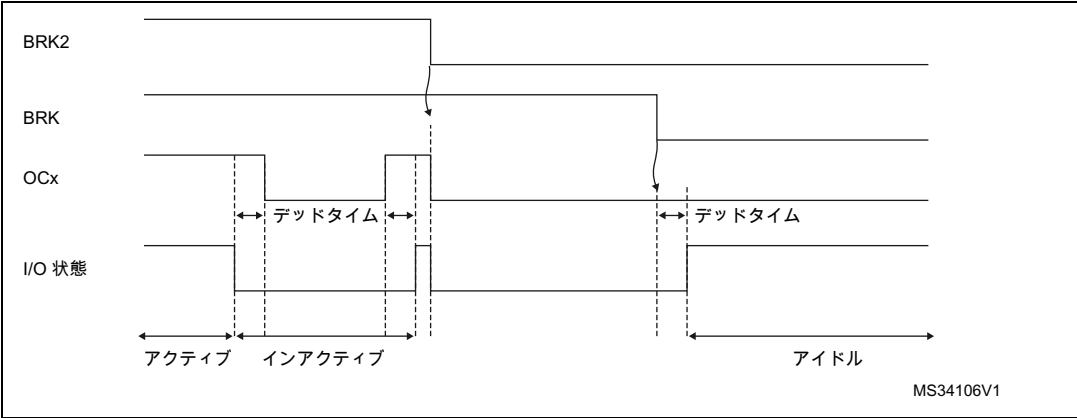 BRK2
BRK
OCx
デッドタイム
デッドタイム
I/O 状態
アクティブ
インアクティブ
アイドル
MS34106V1